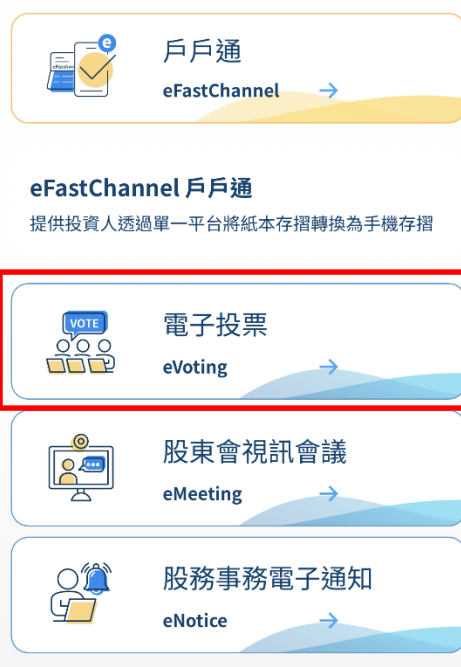 戶戶通
eFastChannel →
eFastChannel 戶戶通
提供投資人透過單一平台將紙本存摺轉換為手機存摺
VOTE
電子投票
eVoting →
股東會視訊會議
eMeeting →
股務事務電子通知
eNotice →